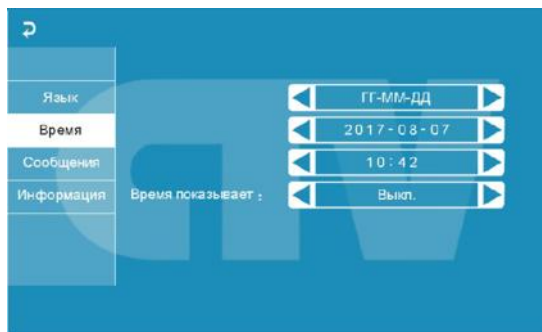 Язык
ГГ-ММ-ДД
Время
2017-08-07
Сообщения
10:42
Информация
Время показывает :
Выкл.